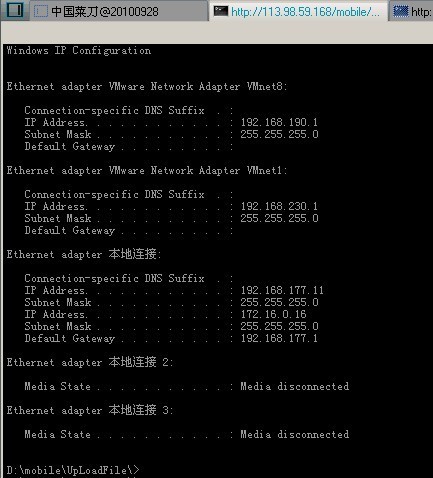 中国菜刀@20100928
http://113.98.59.168/mobile/...
http:
Windows IP Configuration
Ethernet adapter VMware Network Adapter VMnet8:
Connection-specific DNS Suffix . :
IP Address. . . . . . . . . . . . : 192.168.190.1
Subnet Mask . . . . . . . . . . . : 255.255.255.0
Default Gateway . . . . . . . . . :
Ethernet adapter VMware Network Adapter VMnet1:
Connection-specific DNS Suffix . :
IP Address. . . . . . . . . . . . : 192.168.230.1
Subnet Mask . . . . . . . . . . . : 255.255.255.0
Default Gateway . . . . . . . . . :
Ethernet adapter 本地连接:
Connection-specific DNS Suffix . :
IP Address. . . . . . . . . . . . : 192.168.177.11
Subnet Mask . . . . . . . . . . . : 255.255.255.0
IP Address. . . . . . . . . . . . : 172.16.0.16
Subnet Mask . . . . . . . . . . . : 255.255.255.0
Default Gateway . . . . . . . . . : 192.168.177.1
Ethernet adapter 本地连接 2:
Media State . . . . . . . . . . . : Media disconnected
Ethernet adapter 本地连接 3:
Media State . . . . . . . . . . . : Media disconnected
D:\mobile\UpLoadFile\>